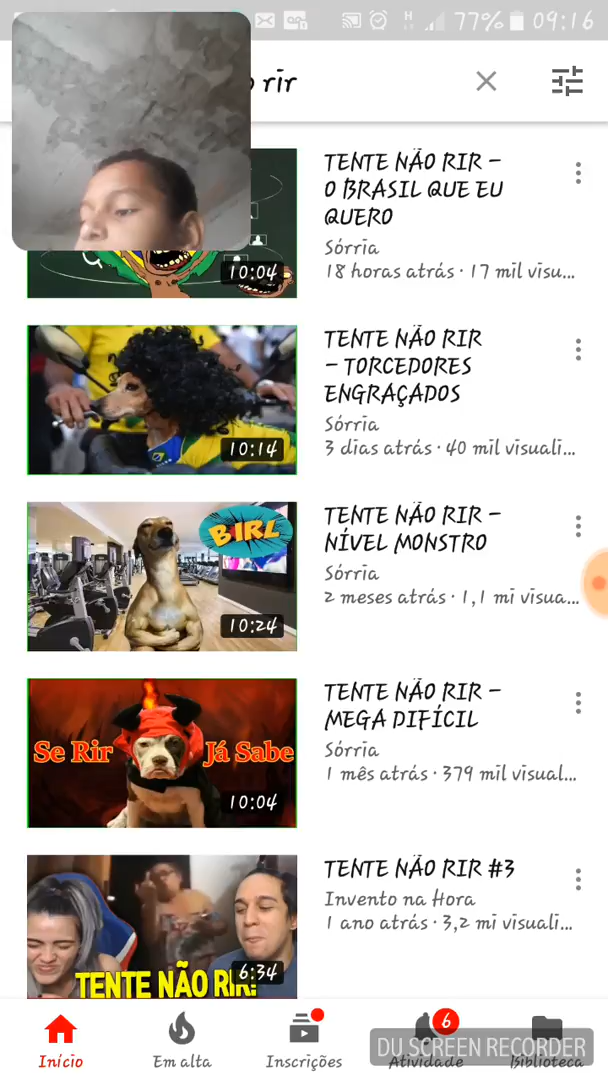 77% 09:16
rir
TENTE NÃO RIR –
O BRASIL QUE EU
QUERO
Sórria
18 horas atrás · 17 mil visu...
10:04
TENTE NÃO RIR
– TORCEDORES
ENGRAÇADOS
Sórria
3 dias atrás · 40 mil visuali...
10:14
TENTE NÃO RIR –
NÍVEL MONSTRO
Sórria
2 meses atrás · 1,1 mi visua...
BIRL
10:24
TENTE NÃO RIR –
MEGA DIFÍCIL
Sórria
1 mês atrás · 379 mil visual...
Se Rir Já Sabe
10:04
TENTE NÃO RIR #3
Invento na Hora
1 ano atrás · 3,2 mi visuali...
6:34
TENTE NÃO RIR!
6
Início Em alta Inscrições Atividade Biblioteca
DU SCREEN RECORDER